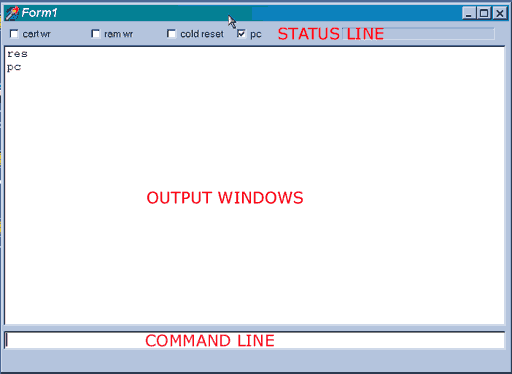 Form1
cart wr ram wr cold reset pc STATUS LINE
res
pc
OUTPUT WINDOWS
COMMAND LINE